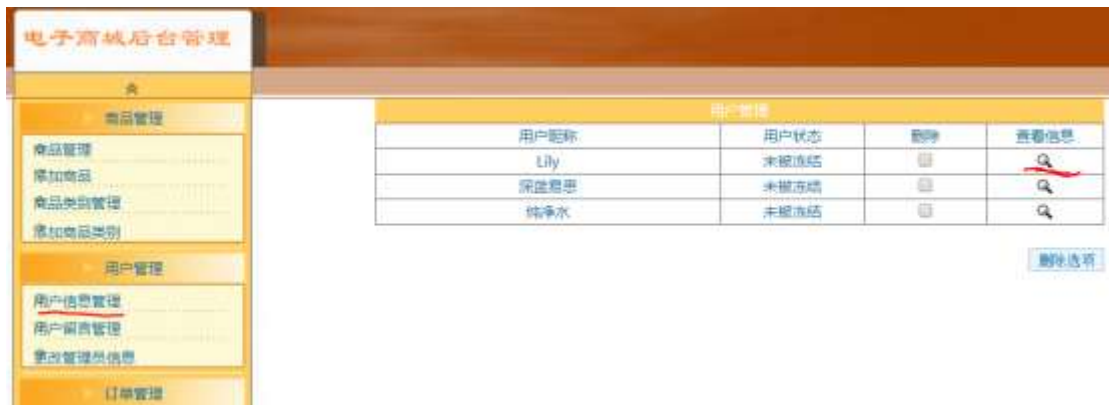 电子商城后台管理
商品管理
商品管理
添加商品
商品类别管理
添加商品类别
用户管理
用户信息管理
用户留言管理
更改管理员信息
订单管理
用户管理
用户昵称 用户状态 删除 查看信息
Lily 未被冻结
深蓝意思 未被冻结
纯净水 未被冻结
删除选项